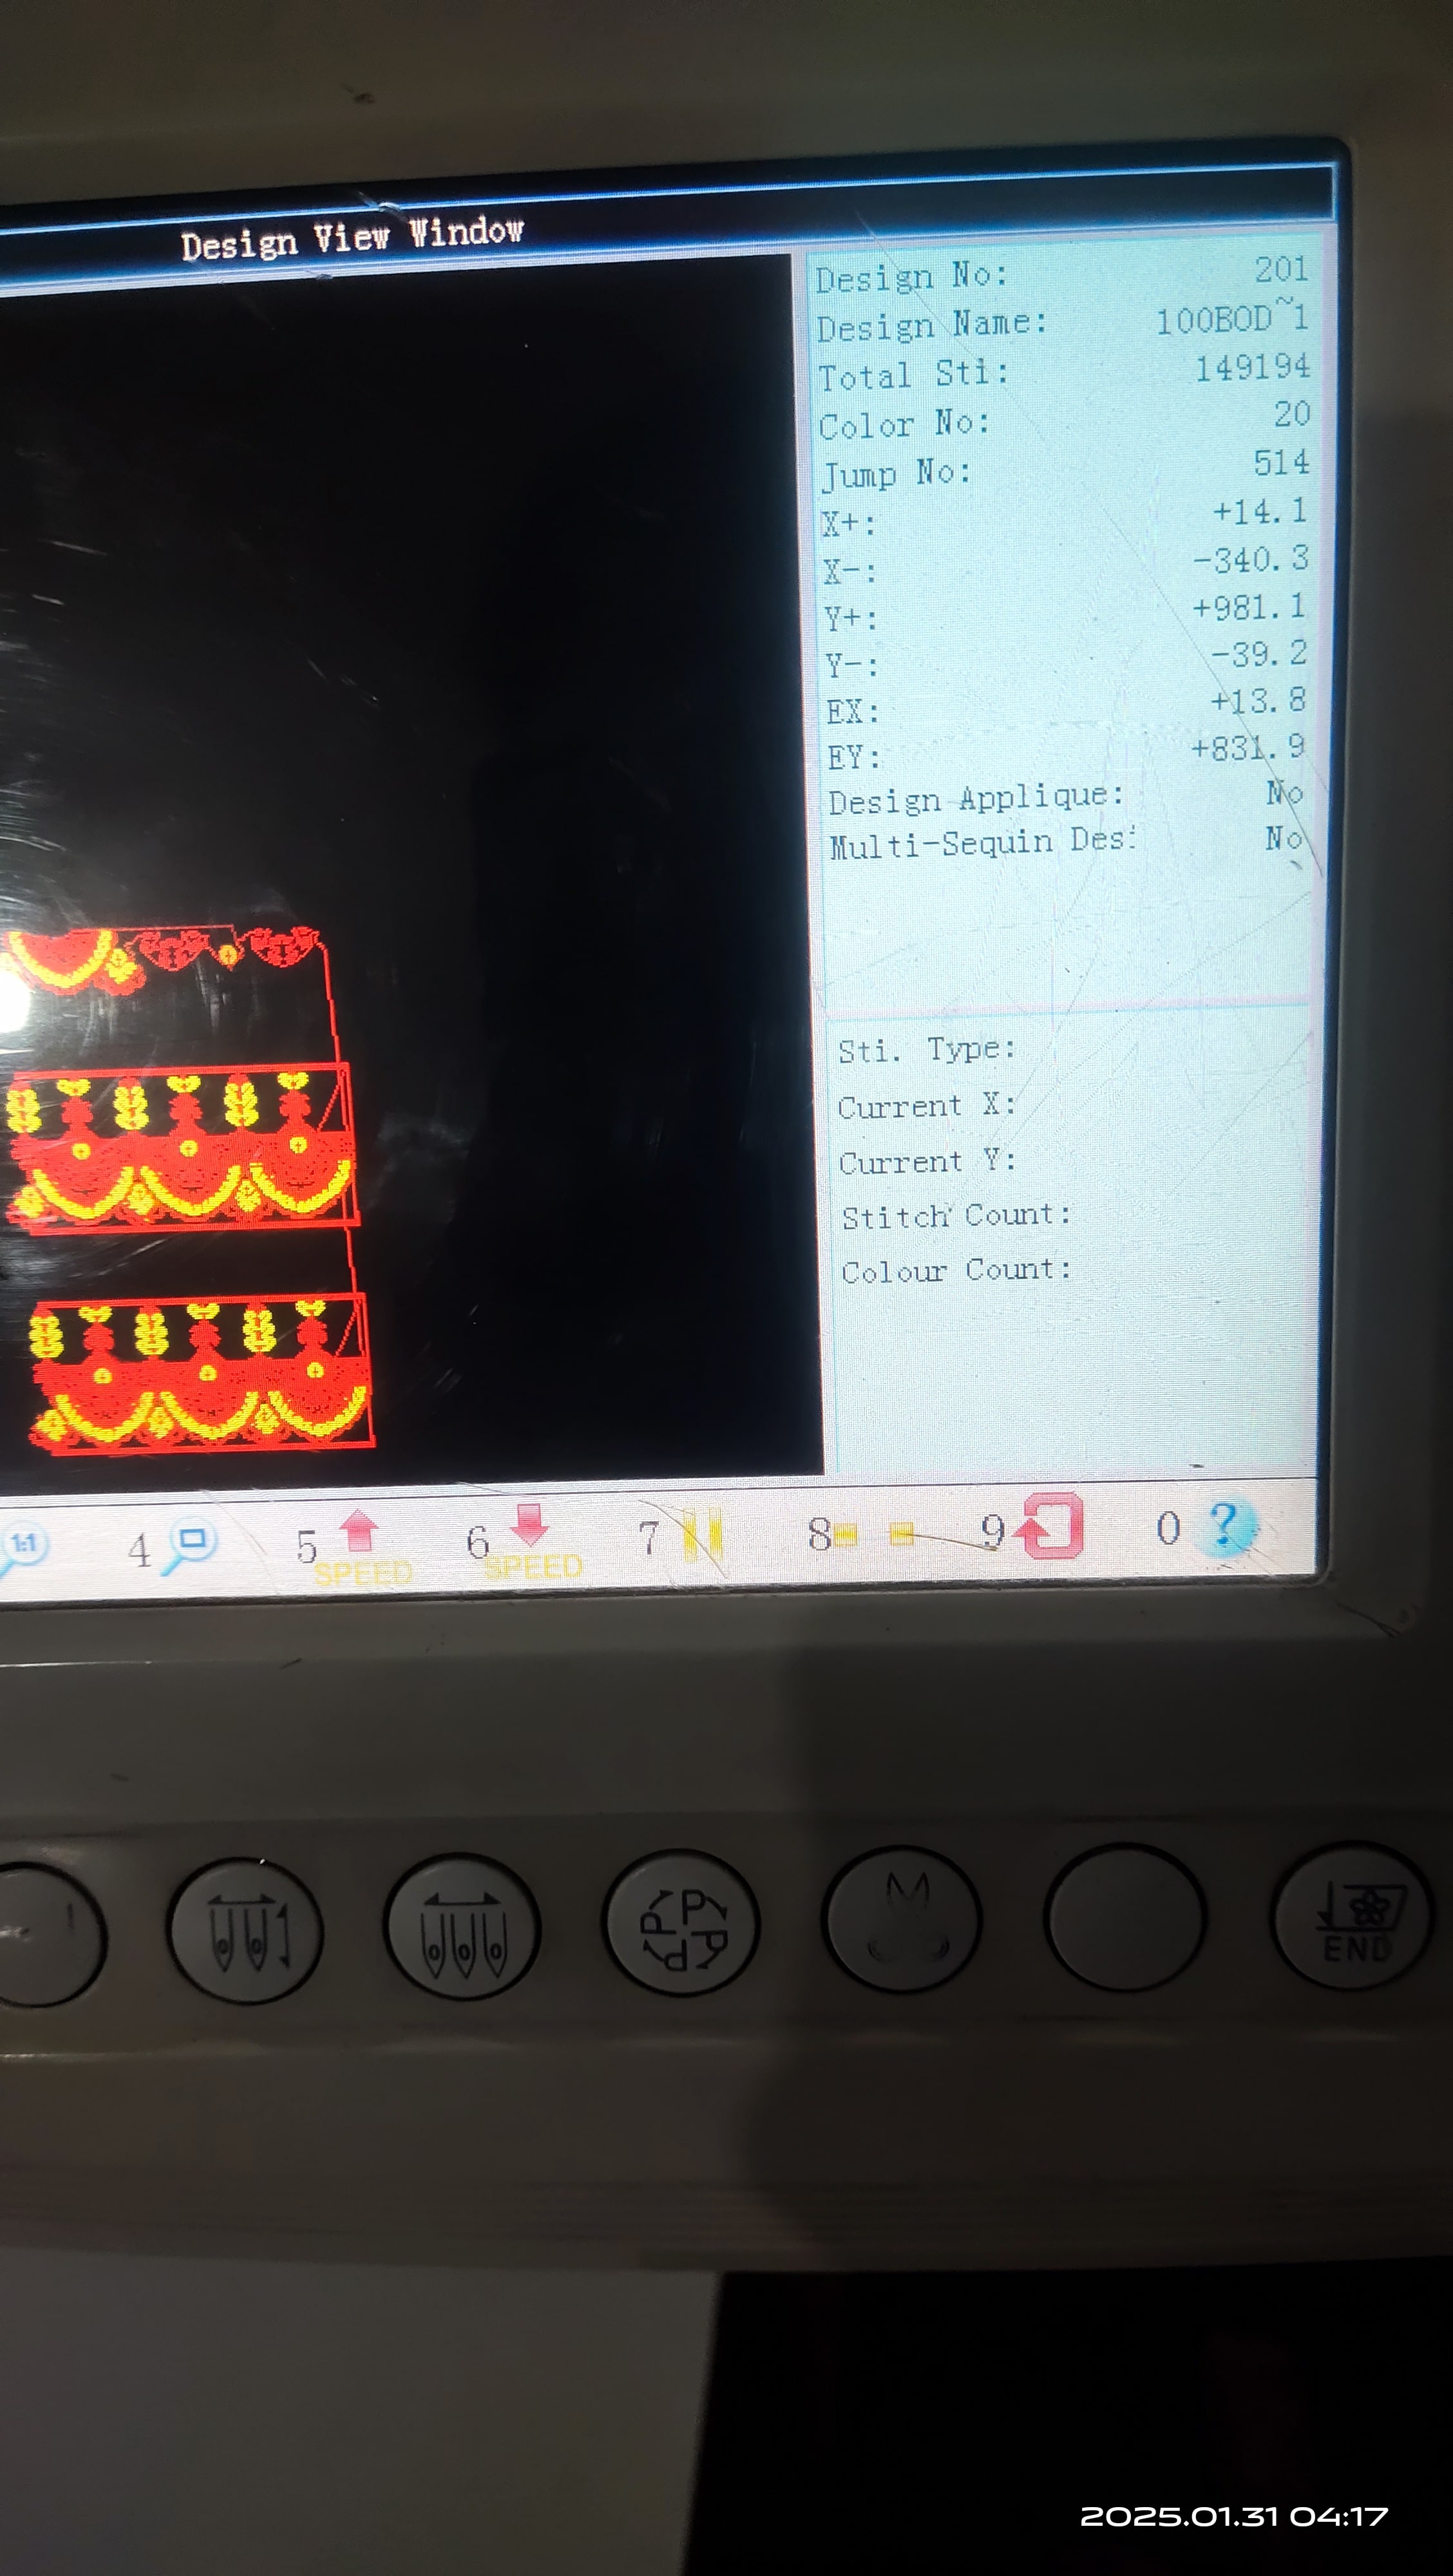 Design View Window
Design No: 201
Design Name: 100BOD~1
Total Sti: 149194
Color No: 20
Jump No: 514
X+: +14.1
X-: -340.3
Y+: +981.1
Y-: -39.2
EX: +13.8
EY: +831.9
Design Applique: No
Multi-Sequin Des: No
Sti. Type:
Current X:
Current Y:
Stitch Count:
Colour Count:
1:1 4 5 SPEED 6 SPEED 7 8 9 0 ?
P P P P
END
2025.01.31 04:17